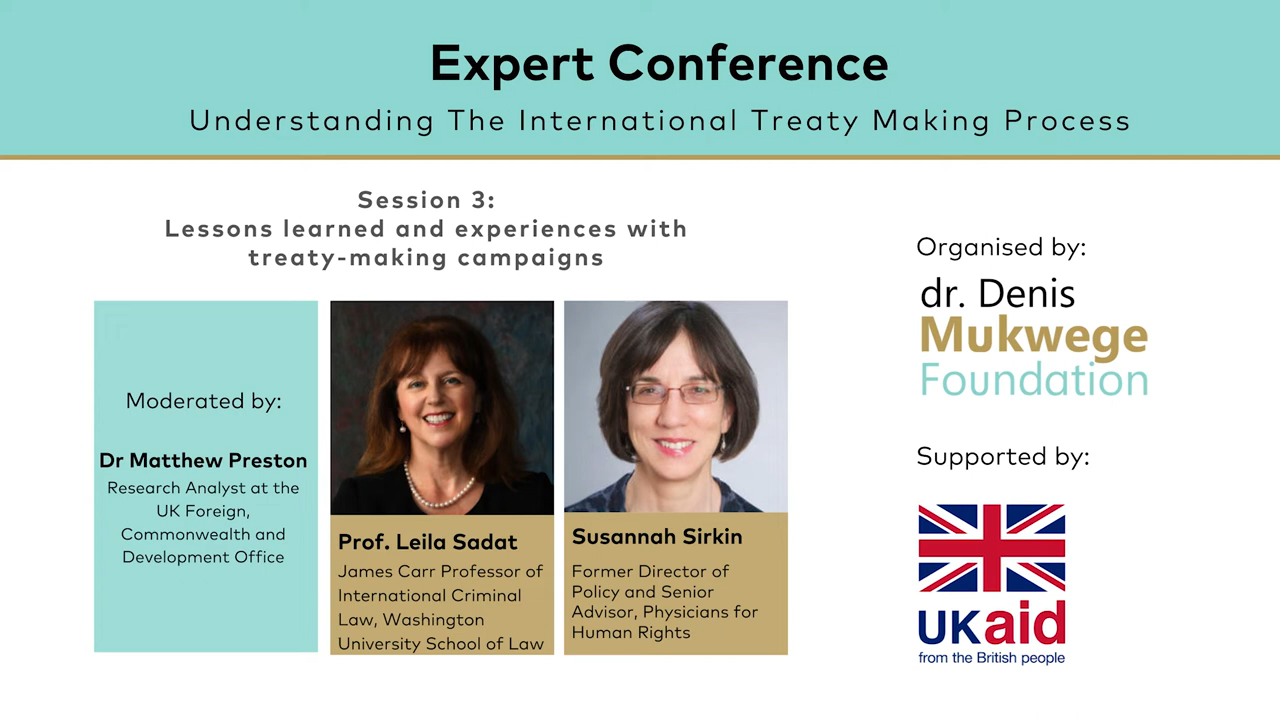 Expert Conference
Understanding The International Treaty Making Process
Session 3:
Lessons learned and experiences with
treaty-making campaigns
Moderated by:
Dr Matthew Preston
Research Analyst at the
UK Foreign,
Commonwealth and
Development Office
Prof. Leila Sadat
James Carr Professor of
International Criminal
Law, Washington
University School of Law
Susannah Sirkin
Former Director of
Policy and Senior
Advisor, Physicians for
Human Rights
Organised by:
dr. Denis
Mukwege
Foundation
Supported by:
UKaid
from the British people